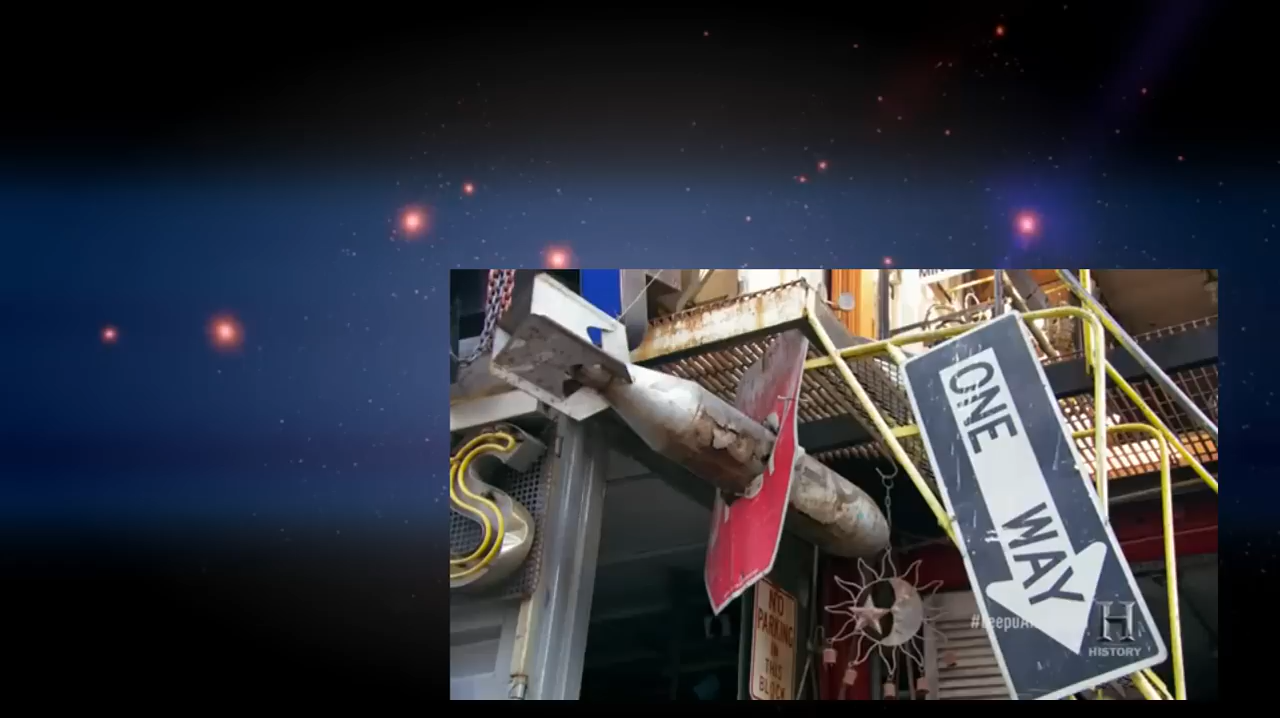 S
ONE
WAY
NO
PARKING
IN
THIS
BLOCK
H
HISTORY